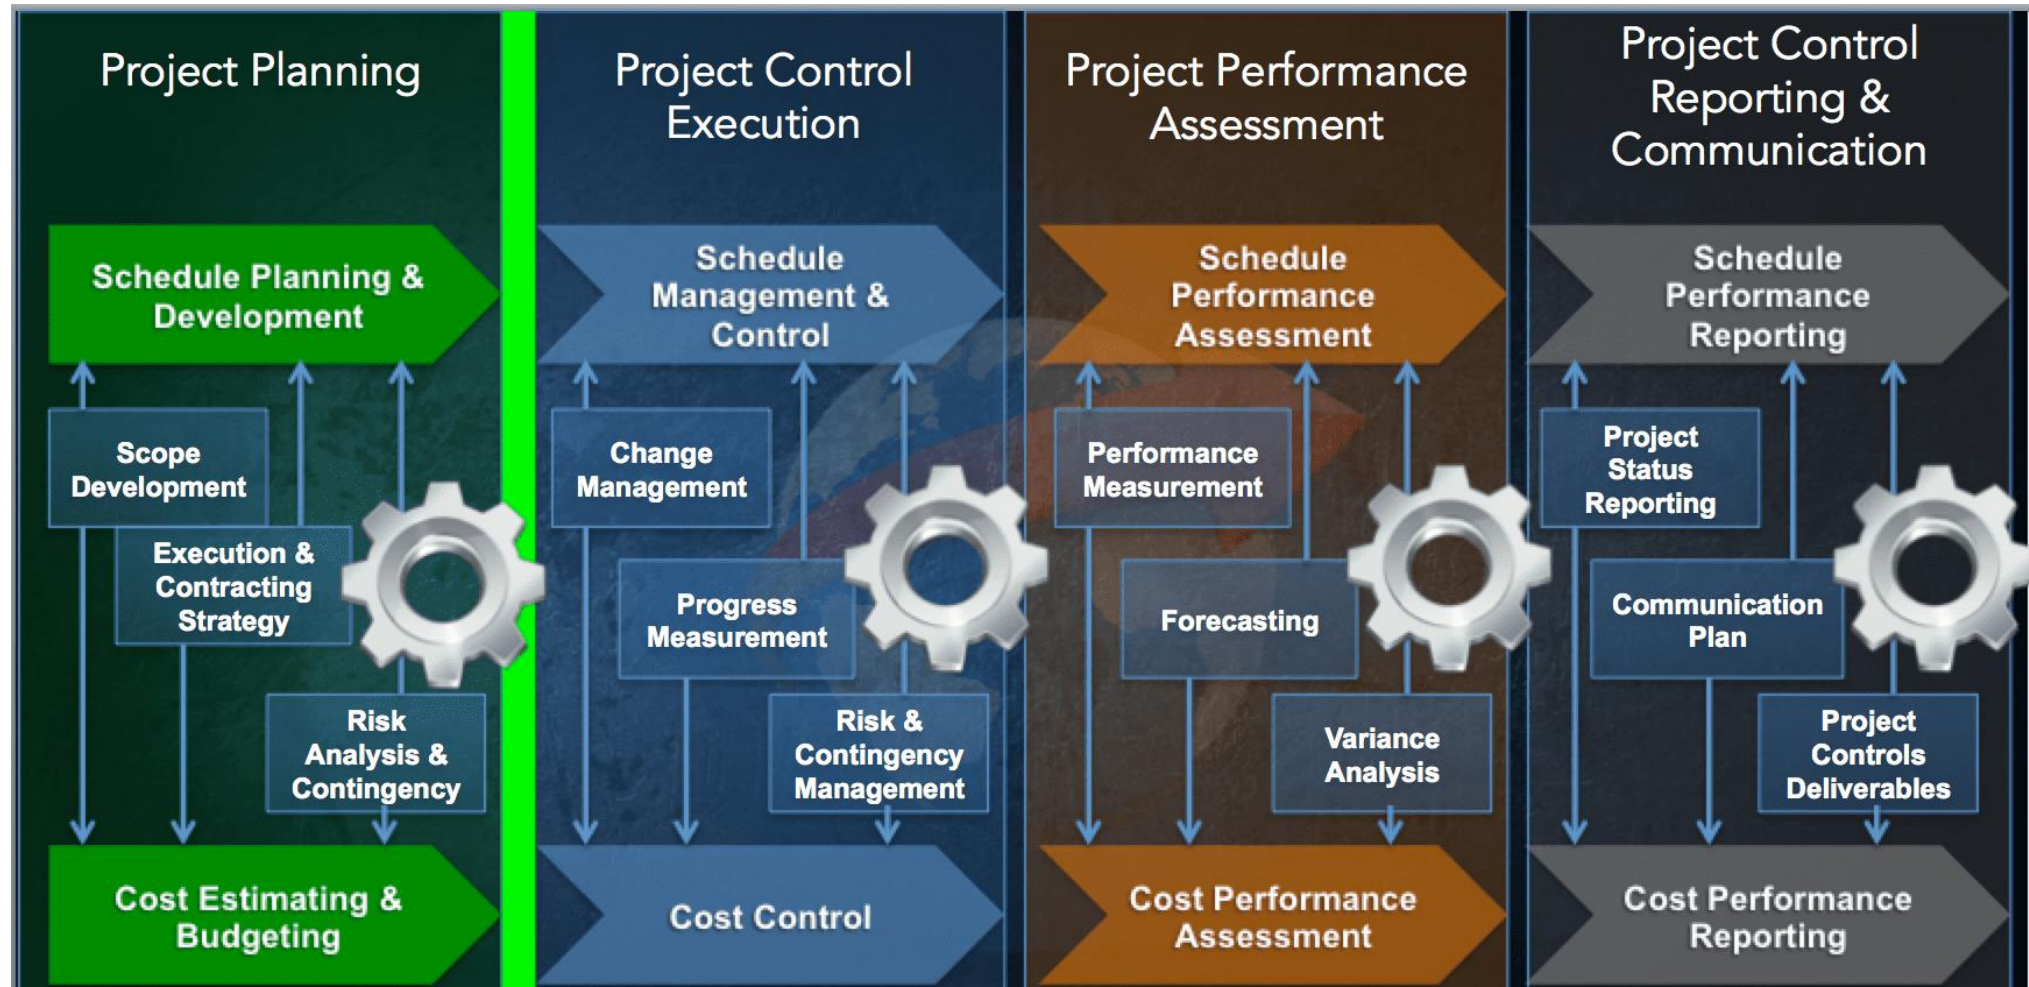 Project Planning
Schedule Planning &
Development
Scope
Development
Execution &
Contracting
Strategy
Risk
Analysis &
Contingency
Cost Estimating &
Budgeting
Project Control
Execution
Schedule
Management &
Control
Change
Management
Progress
Measurement
Risk &
Contingency
Management
Cost Control
Project Performance
Assessment
Schedule
Performance
Assessment
Performance
Measurement
Forecasting
Variance
Analysis
Cost Performance
Assessment
Project Control
Reporting &
Communication
Schedule
Performance
Reporting
Project
Status
Reporting
Communication
Plan
Project
Controls
Deliverables
Cost Performance
Reporting